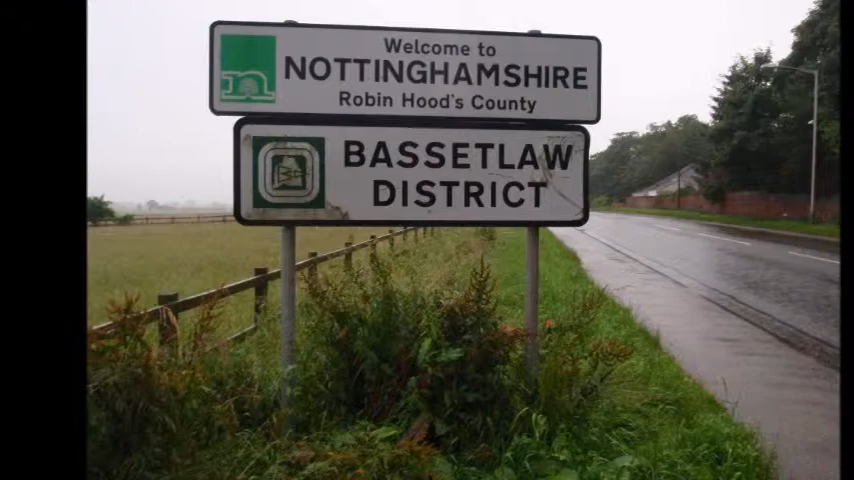 Welcome to
NOTTINGHAMSHIRE
Robin Hood's County
BASSETLAW
DISTRICT